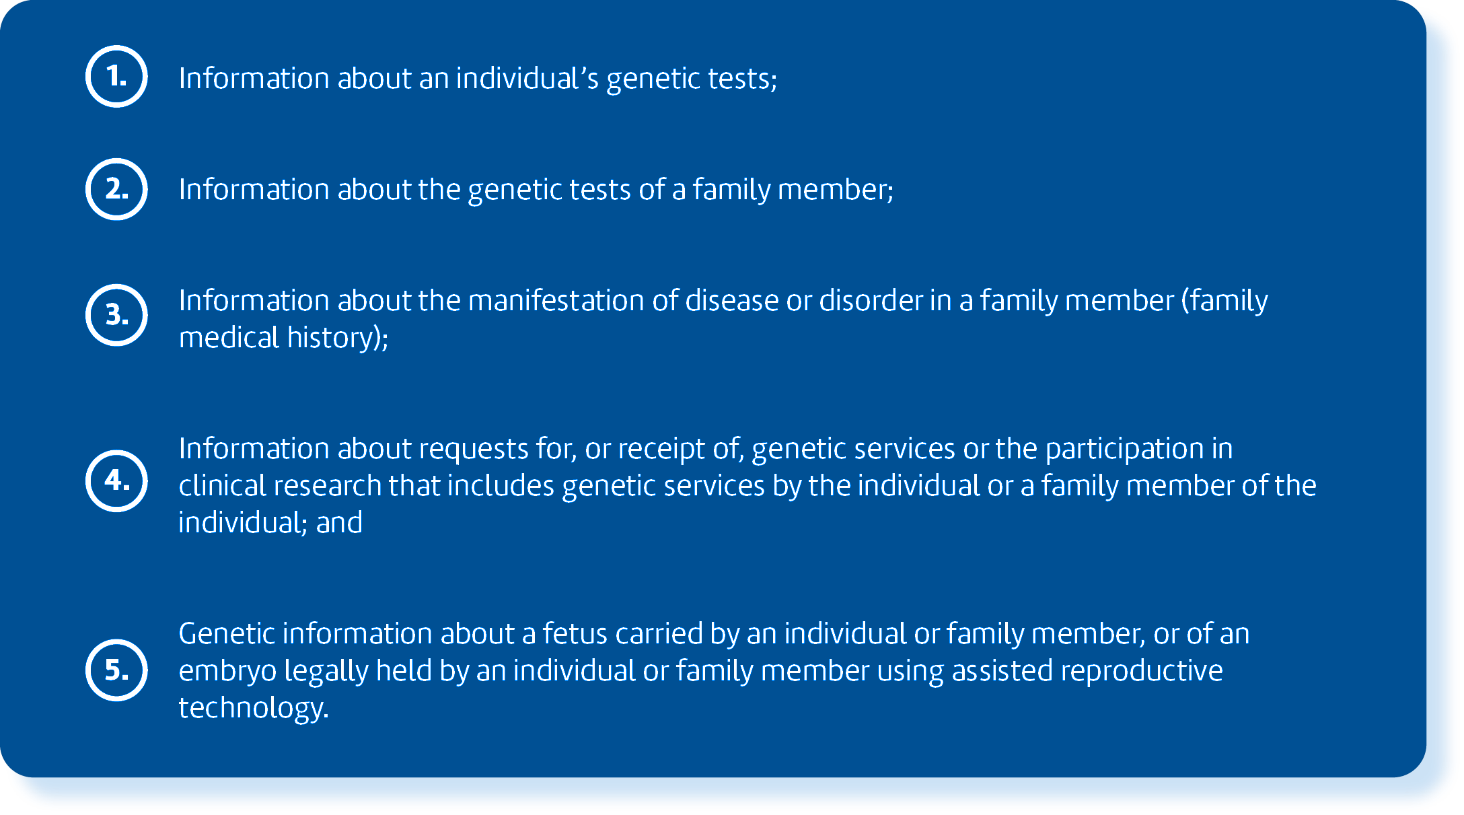 1. Information about an individual’s genetic tests;
2. Information about the genetic tests of a family member;
3. Information about the manifestation of disease or disorder in a family member (family
medical history);
4. Information about requests for, or receipt of, genetic services or the participation in
clinical research that includes genetic services by the individual or a family member of the
individual; and
5. Genetic information about a fetus carried by an individual or family member, or of an
embryo legally held by an individual or family member using assisted reproductive
technology.